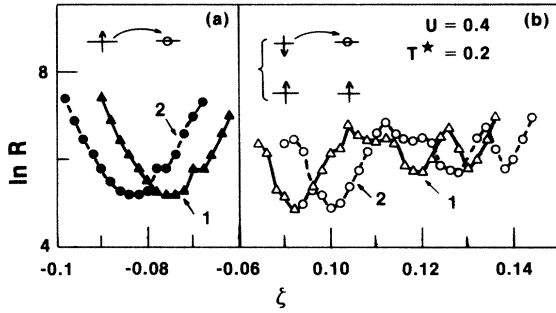 (a)
(b)
U = 0.4
T★ = 0.2
8
4
ln R
2
1
2
1
-0.1
-0.08
-0.06
0.10
0.12
0.14
ζ